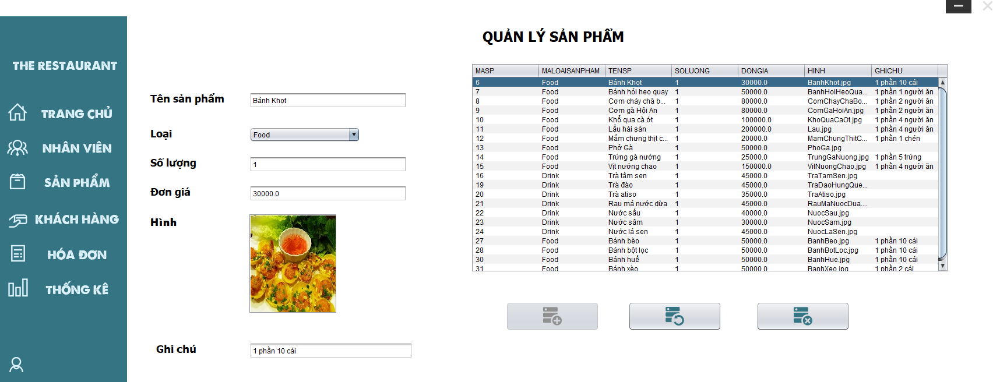 THE RESTAURANT
TRANG CHỦ
NHÂN VIÊN
SẢN PHẨM
KHÁCH HÀNG
HÓA ĐƠN
THỐNG KÊ
Tên sản phẩm Bánh Khọt
Loại Food
Số lượng 1
Đơn giá 30000.0
Hình
Ghi chú 1 phần 10 cái
QUẢN LÝ SẢN PHẨM
MASP MALOAISANPHAM TENSP SOLUONG DONGIA HINH GHICHU
6 Food Bánh Khọt 1 30000.0 BanhKhot.jpg 1 phần 10 cái
7 Food Bánh hỏi heo quay 1 50000.0 BanhHoiHeoQua... 1 phần 1 người ăn
8 Food Cơm cháy chà b... 1 80000.0 ComChayChaBo... 1 phần 2 người ăn
9 Food Cơm gà Hội An 1 80000.0 ComGaHoiAn.jpg 1 phần 2 người ăn
10 Food Khổ qua cà ớt 1 100000.0 KhoQuaCaOt.jpg 1 phần 4 người ăn
11 Food Lẩu hải sản 1 200000.0 Lau.jpg 1 phần 4 người ăn
12 Food Mắm chưng thịt c... 1 20000.0 MamChungThitC... 1 phần 1 chén
13 Food Phở Gà 1 50000.0 PhoGa.jpg
14 Food Trứng gà nướng 1 25000.0 TrungGaNuong.jpg 1 phần 5 trứng
15 Food Vịt nướng chao 1 150000.0 VitNuongChao.jpg 1 phần 4 người ăn
16 Drink Trà tâm sen 1 45000.0 TraTamSen.jpg
19 Drink Trà đào 1 45000.0 TraDaoHungQue...
20 Drink Trà atiso 1 35000.0 TraAtiso.jpg
21 Drink Rau má nước dừa 1 45000.0 RauMaNuocDua....
22 Drink Nước sấu 1 40000.0 NuocSau.jpg
23 Drink Nước sâm 1 30000.0 NuocSam.jpg
24 Drink Nước lá sen 1 45000.0 NuocLaSen.jpg
27 Food Bánh bèo 1 50000.0 BanhBeo.jpg 1 phần 10 cái
28 Food Bánh bột lọc 1 50000.0 BanhBotLoc.jpg 1 phần 10 cái
30 Food Bánh huế 1 50000.0 BanhHue.jpg 1 phần 10 cái
31 Food Bánh xèo 1 50000.0 BanhXeo.jpg 1 phần 2 cái